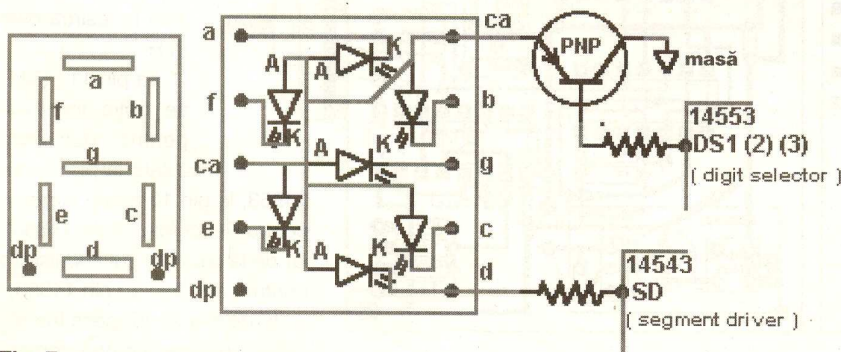 a
f
b
g
e
c
d
dp
dp
a
f
ca
e
dp
A
A
K
K
K
A
K
K
A
K
ca
b
g
c
d
PNP
masă
14553
DS1 (2) (3)
( digit selector )
14543
SD
( segment driver )